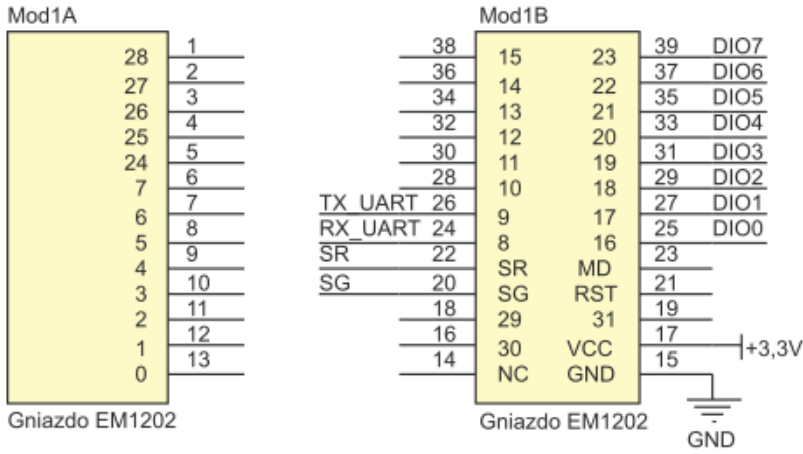 Mod1A
28 1
27 2
26 3
25 4
24 5
7 6
6 7
5 8
4 9
3 10
2 11
1 12
0 13
Gniazdo EM1202
Mod1B
38 15 23 39 DIO7
36 14 22 37 DIO6
34 13 21 35 DIO5
32 12 20 33 DIO4
30 11 19 31 DIO3
28 10 18 29 DIO2
TX_UART 26 9 17 27 DIO1
RX_UART 24 8 16 25 DIO0
SR 22 SR MD 23
SG 20 SG RST 21
18 29 31 19
16 30 VCC 17 +3,3V
14 NC GND 15
Gniazdo EM1202
GND